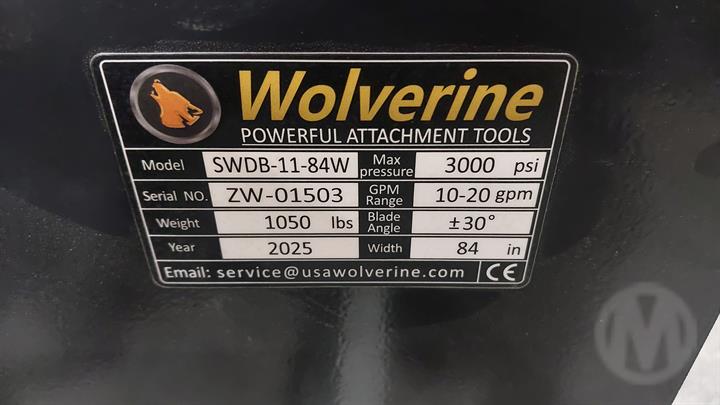 Wolverine
POWERFUL ATTACHMENT TOOLS
Model SWDB-11-84W Max pressure 3000 psi
Serial NO. ZW-01503 GPM Range 10-20 gpm
Weight 1050 lbs Blade Angle ±30°
Year 2025 Width 84 in
Email: service@usawolverine.com CE
M